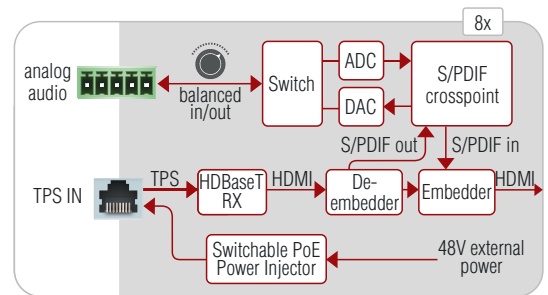 8x
analog
audio
balanced
in/out
Switch
ADC
DAC
S/PDIF
crosspoint
S/PDIF out
S/PDIF in
TPS IN
TPS
HDBaseT
RX
HDMI
De-
embedder
Embedder
HDMI
Switchable PoE
Power Injector
48V external
power